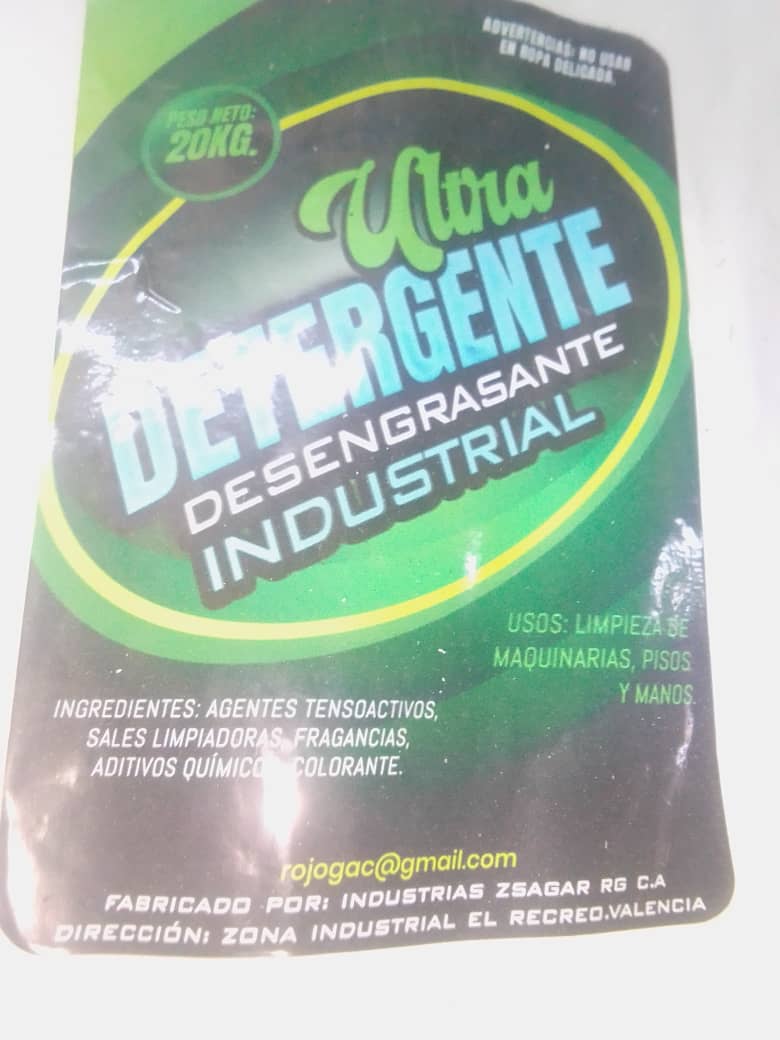 ADVERTENCIAS: NO USAR
EN ROPA DELICADA.
PESO NETO:
20KG.
Ultra
DETERGENTE
DESENGRASANTE
INDUSTRIAL
USOS: LIMPIEZA DE
MAQUINARIAS, PISOS
Y MANOS.
INGREDIENTES: AGENTES TENSOACTIVOS,
SALES LIMPIADORAS, FRAGANCIAS,
ADITIVOS QUÍMICO COLORANTE.
rojogac@gmail.com
FABRICADO POR: INDUSTRIAS ZSAGAR RG C.A
DIRECCIÓN: ZONA INDUSTRIAL EL RECREO.VALENCIA